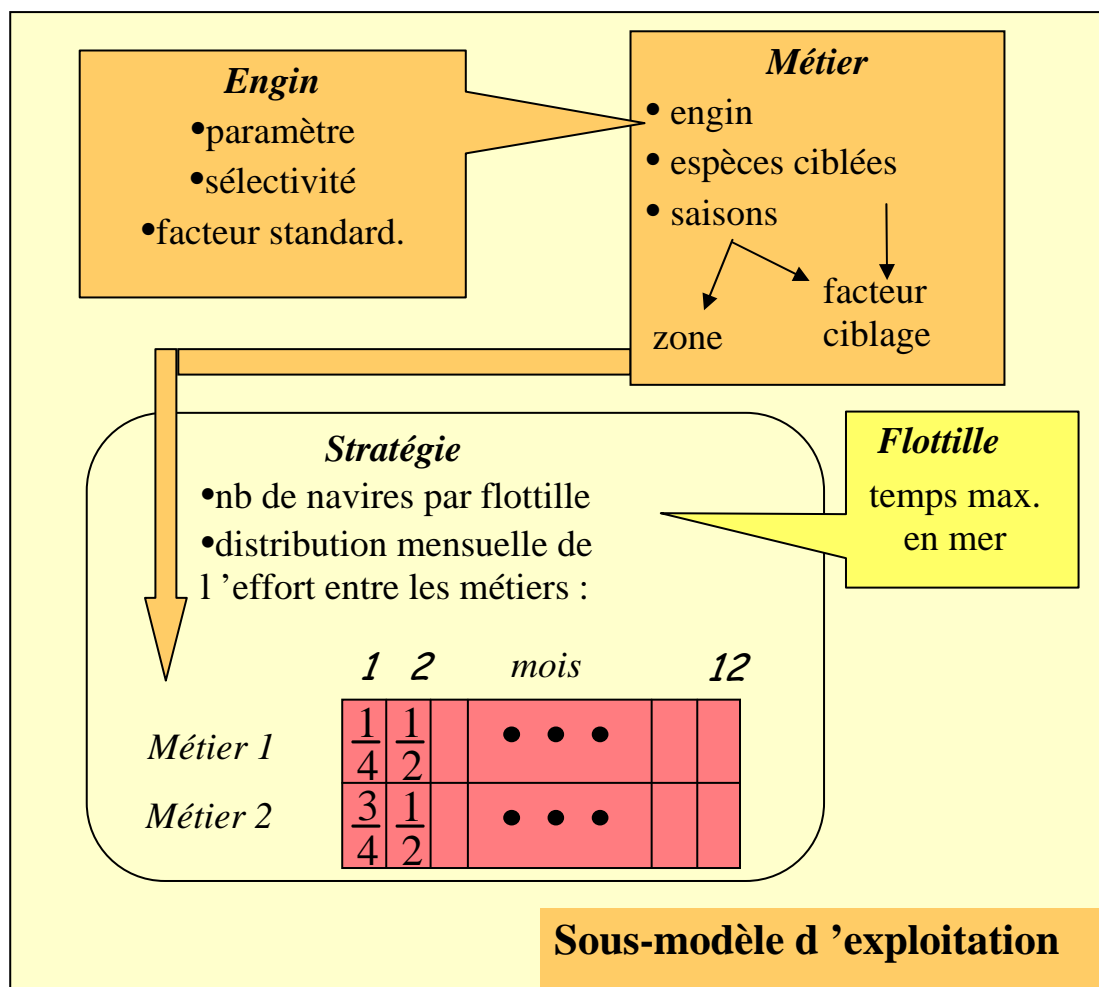 Engin
•paramètre
•sélectivité
•facteur standard.
Métier
• engin
• espèces ciblées
• saisons
zone
facteur
ciblage
Stratégie
•nb de navires par flottille
•distribution mensuelle de
l ’effort entre les métiers :
Flottille
temps max.
en mer
1 2 mois 12
Métier 1 1/4 1/2 • • •
Métier 2 3/4 1/2 • • •
Sous-modèle d ’exploitation